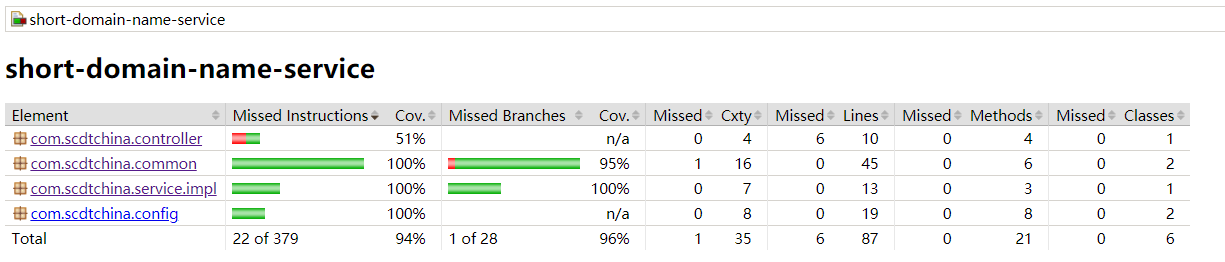 short-domain-name-service
short-domain-name-service
Element Missed Instructions Cov. Missed Branches Cov. Missed Cxty Missed Lines Missed Methods Missed Classes
com.scdtchina.controller 51% n/a 0 4 6 10 0 4 0 1
com.scdtchina.common 100% 95% 1 16 0 45 0 6 0 2
com.scdtchina.service.impl 100% 100% 0 7 0 13 0 3 0 1
com.scdtchina.config 100% n/a 0 8 0 19 0 8 0 2
Total 22 of 379 94% 1 of 28 96% 1 35 6 87 0 21 0 6